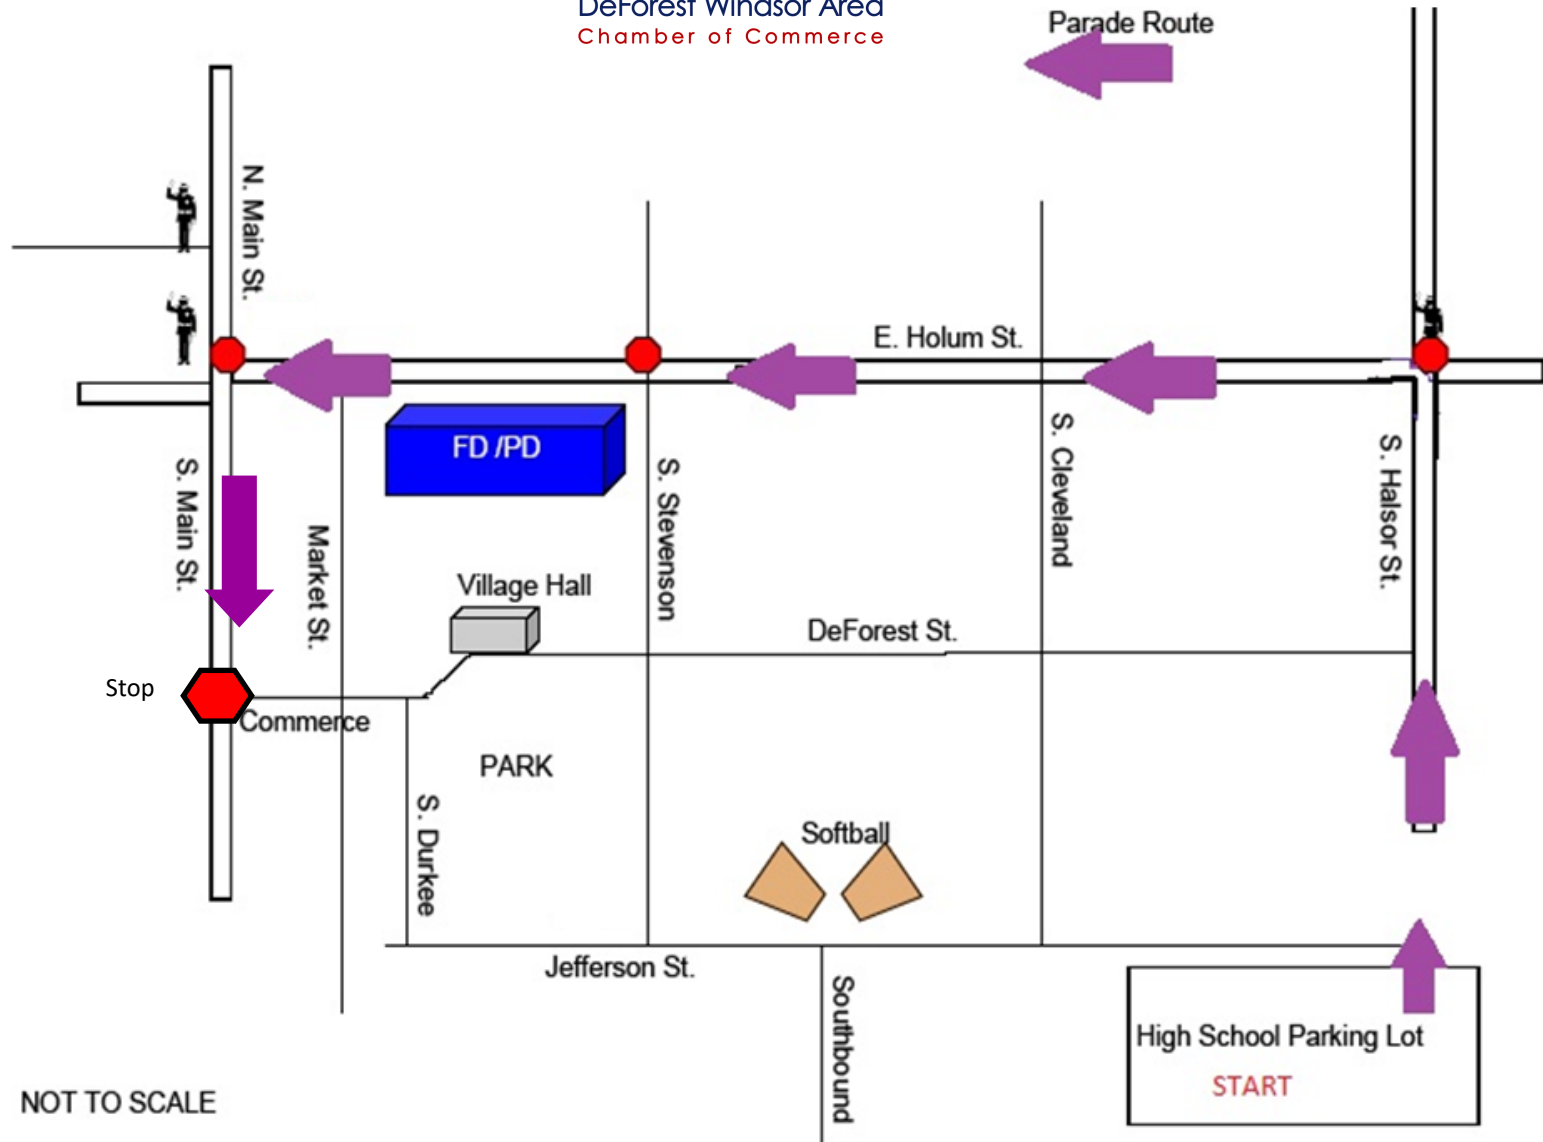 DeForest Windsor Area
Chamber of Commerce
Parade Route
N. Main St.
E. Holum St.
FD /PD
S. Main St.
Market St.
S. Stevenson
S. Cleveland
S. Halsor St.
Village Hall
DeForest St.
Stop
Commerce
PARK
S. Durkee
Softball
Jefferson St.
Southbound
High School Parking Lot
START
NOT TO SCALE